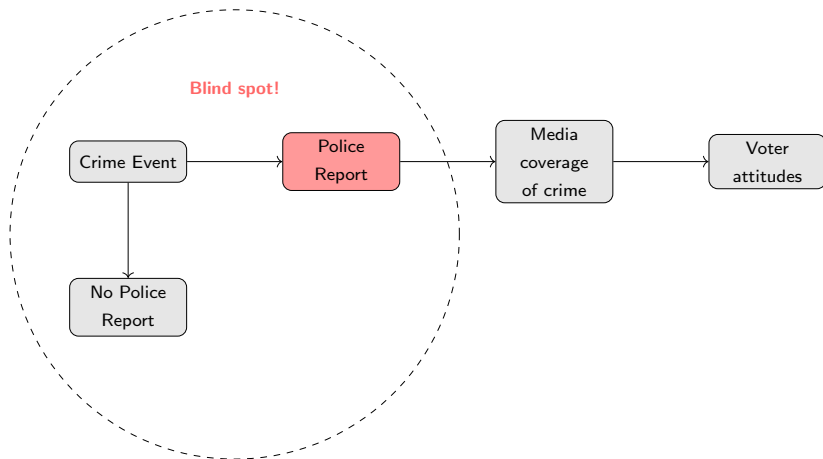 Blind spot!
Crime Event
Police
Report
Media
coverage
of crime
Voter
attitudes
No Police
Report